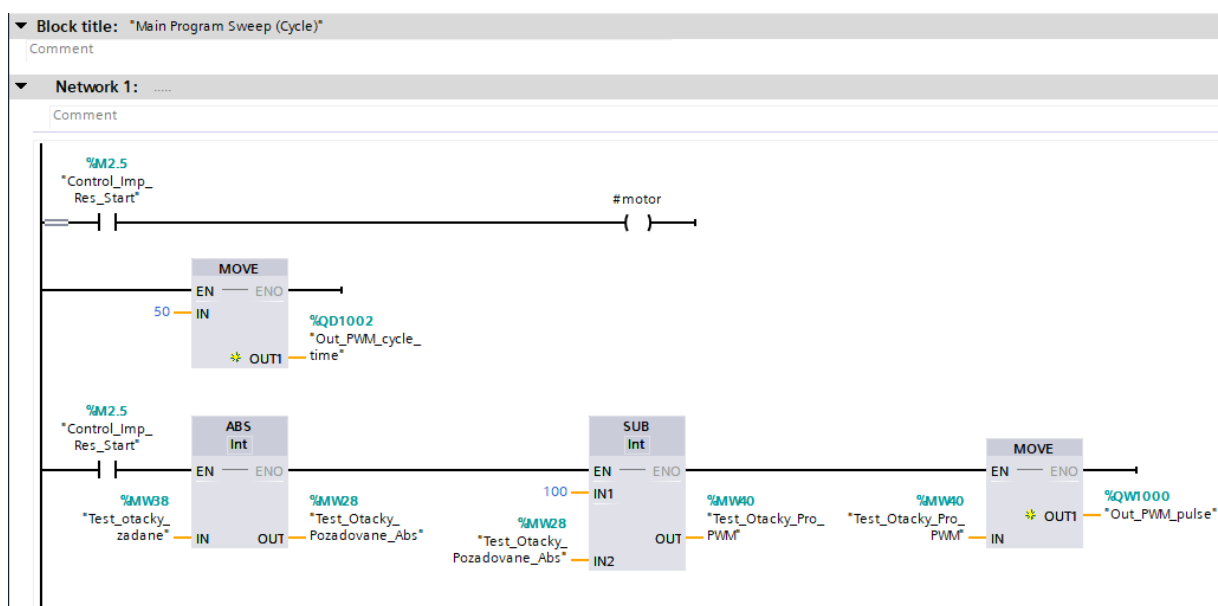 Block title: "Main Program Sweep (Cycle)"
Comment
Network 1: .....
Comment
%M2.5
"Control_Imp_
Res_Start"
#motor
MOVE
EN ENO
50 IN
%QD1002
"Out_PWM_cycle_
time"
OUT1
%M2.5
"Control_Imp_
Res_Start"
ABS
Int
EN ENO
%MW38
"Test_otacky_
zadane"
IN OUT
%MW28
"Test_Otacky_
Pozadovane_Abs"
SUB
Int
EN ENO
100 IN1
%MW28
"Test_Otacky_
Pozadovane_Abs"
IN2
OUT
%MW40
"Test_Otacky_Pro_
PWM"
MOVE
EN ENO
%MW40
"Test_Otacky_Pro_
PWM"
IN
OUT1
%QW1000
"Out_PWM_pulse"